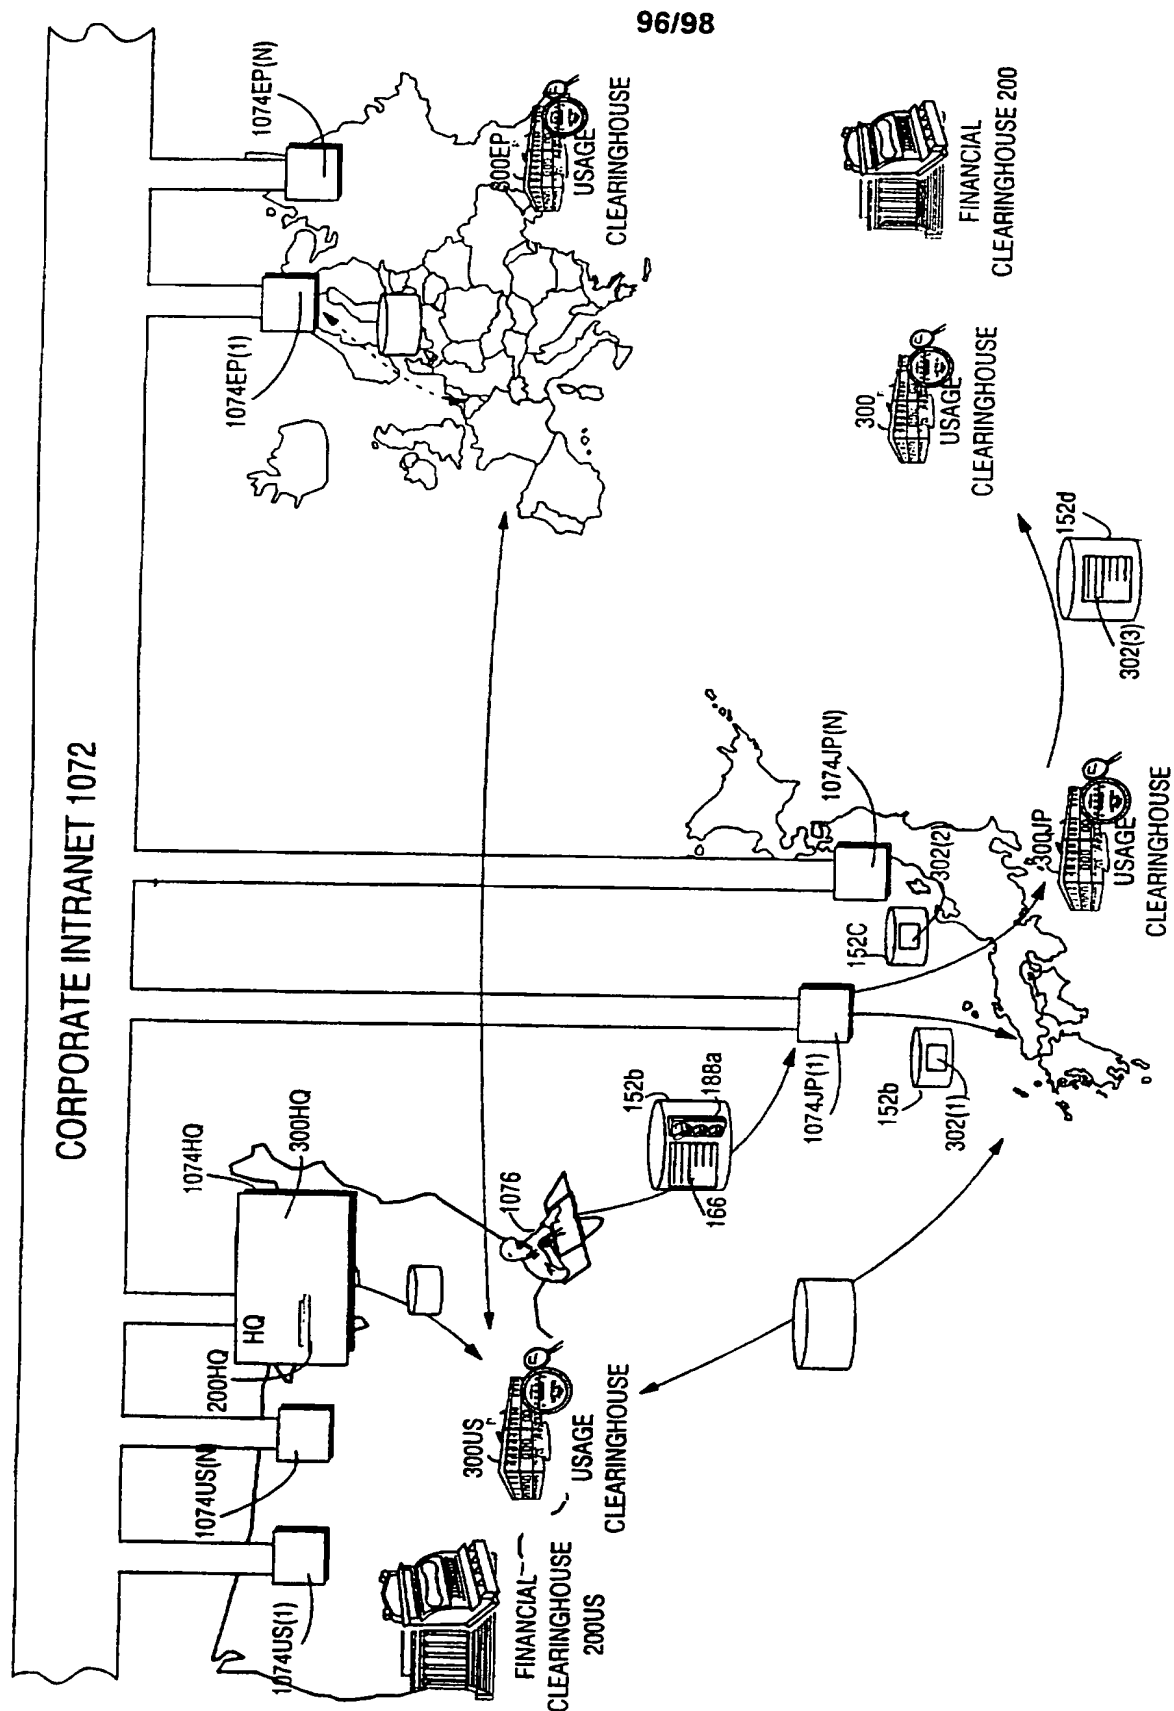 96/98
CORPORATE INTRANET 1072
1074US(1)
1074US(N)
200HQ
HQ
1074HQ
300HQ
1074EP(1)
1074EP(N)
FINANCIAL
CLEARINGHOUSE
200US
300US
USAGE
CLEARINGHOUSE
1076
152b
188a
166
1074JP(1)
152b
302(1)
152C
302(2)
1074JP(N)
300JP
USAGE
CLEARINGHOUSE
302(3)
152d
300EP
USAGE
CLEARINGHOUSE
300
USAGE
CLEARINGHOUSE
FINANCIAL
CLEARINGHOUSE 200